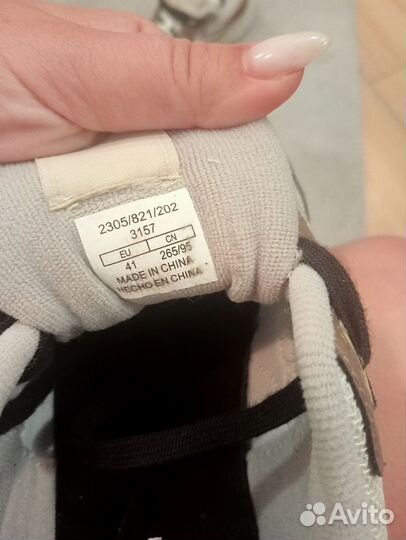 2305/821/202
3157
EU CN
41 265/95
MADE IN CHINA
HECHO EN CHINA
Avito